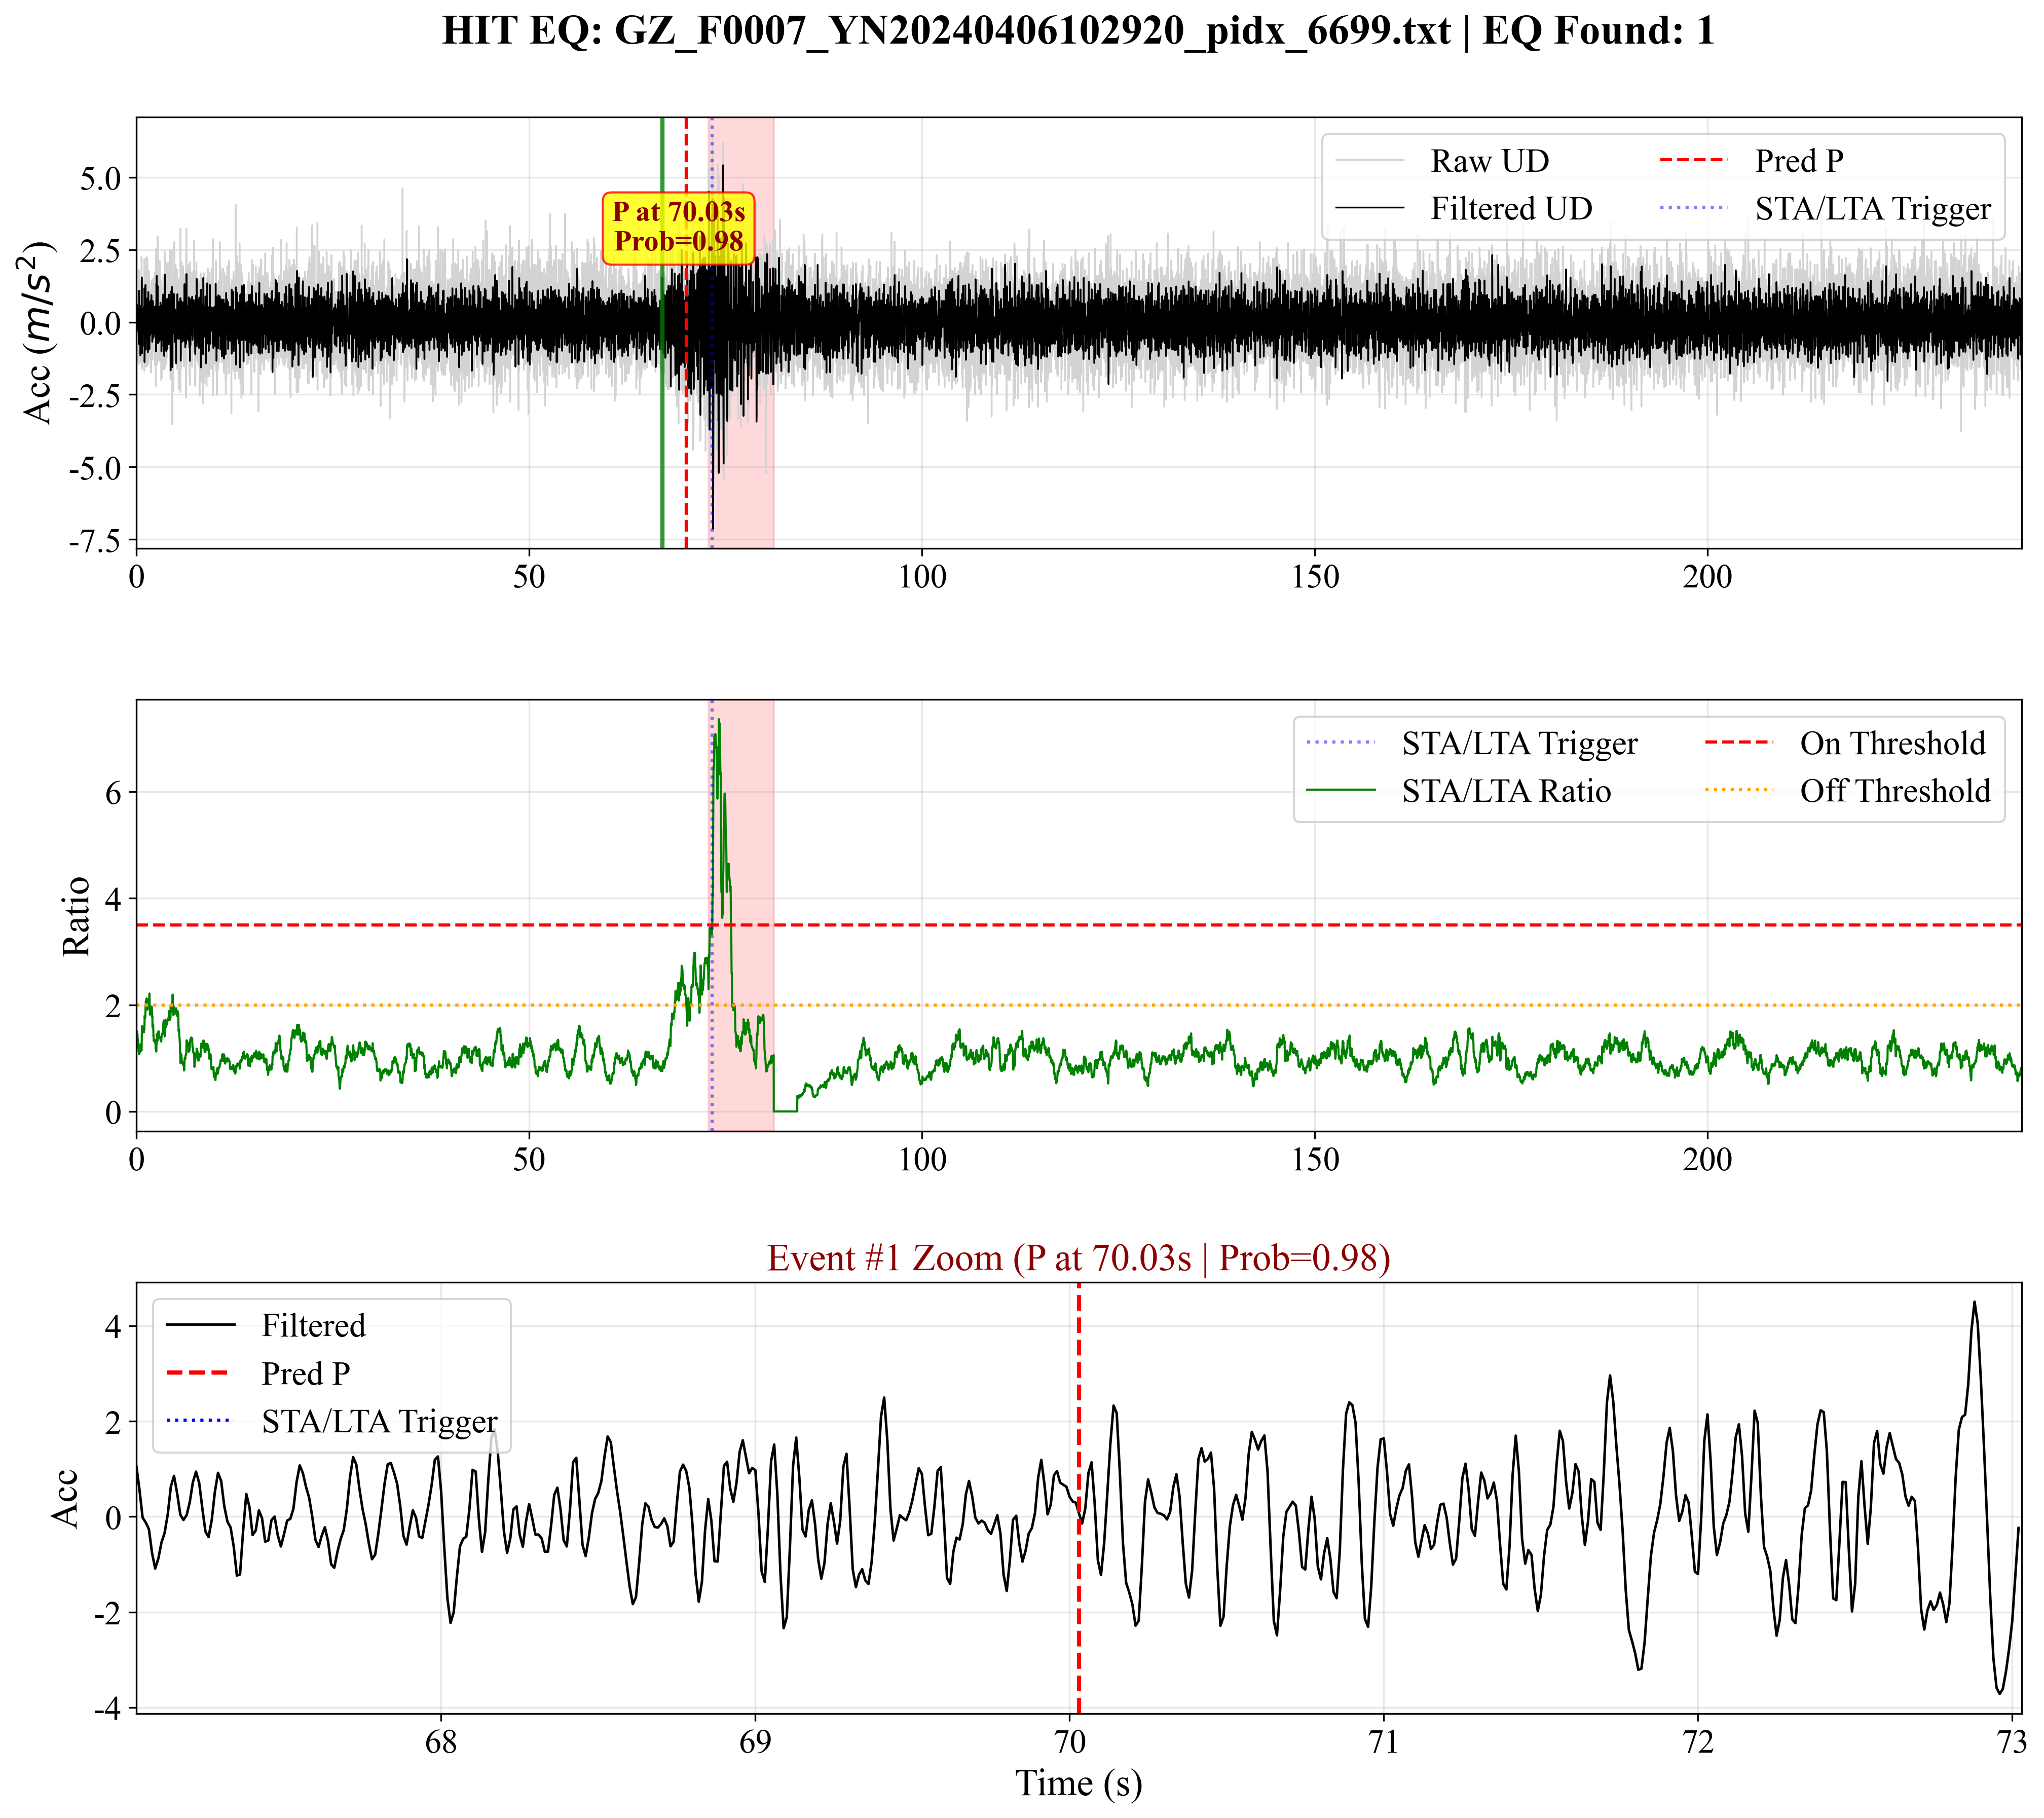 HIT EQ: GZ_F0007_YN20240406102920_pidx_6699.txt | EQ Found: 1
Acc (m/s²)
5.0
2.5
0.0
-2.5
-5.0
-7.5
P at 70.03s
Prob=0.98
Raw UD
Filtered UD
Pred P
STA/LTA Trigger
0 50 100 150 200
Ratio
6
4
2
0
STA/LTA Trigger
STA/LTA Ratio
On Threshold
Off Threshold
0 50 100 150 200
Event #1 Zoom (P at 70.03s | Prob=0.98)
Acc
4
2
0
-2
-4
Filtered
Pred P
STA/LTA Trigger
68 69 70 71 72 73
Time (s)